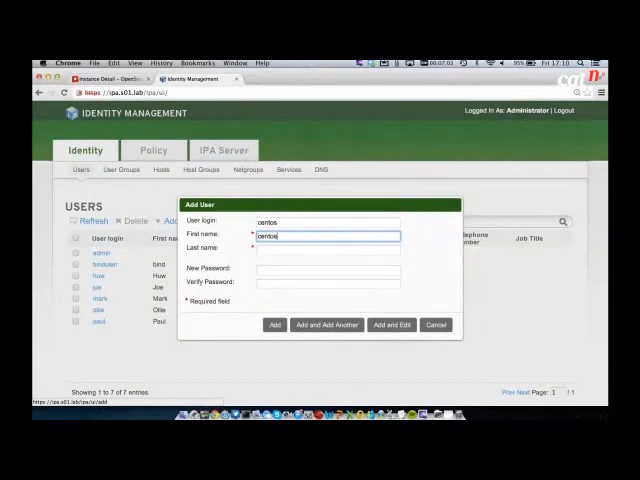 Chrome File Edit View History Bookmarks Window Help 00:07:03 95% Fri 17:10
Instance Detail - OpenSt Identity Management
https://ipa.s01.lab/ipa/ui/
IDENTITY MANAGEMENT Logged In As: Administrator | Logout
Identity Policy IPA Server
Users User Groups Hosts Host Groups Netgroups Services DNS
USERS
Refresh Delete + Add
User login First name
Job Title
admin
binduser bind
huw Huw
joe Joe
mark Mark
ollie Ollie
paul Paul
Add User
User login: centos
First name: * centos
Last name: *
New Password:
Verify Password:
* Required field
Add Add and Add Another Add and Edit Cancel
Showing 1 to 7 of 7 entries. Prev Next Page: 1 / 1
https://ipa.s01.lab/ipa/ui/add